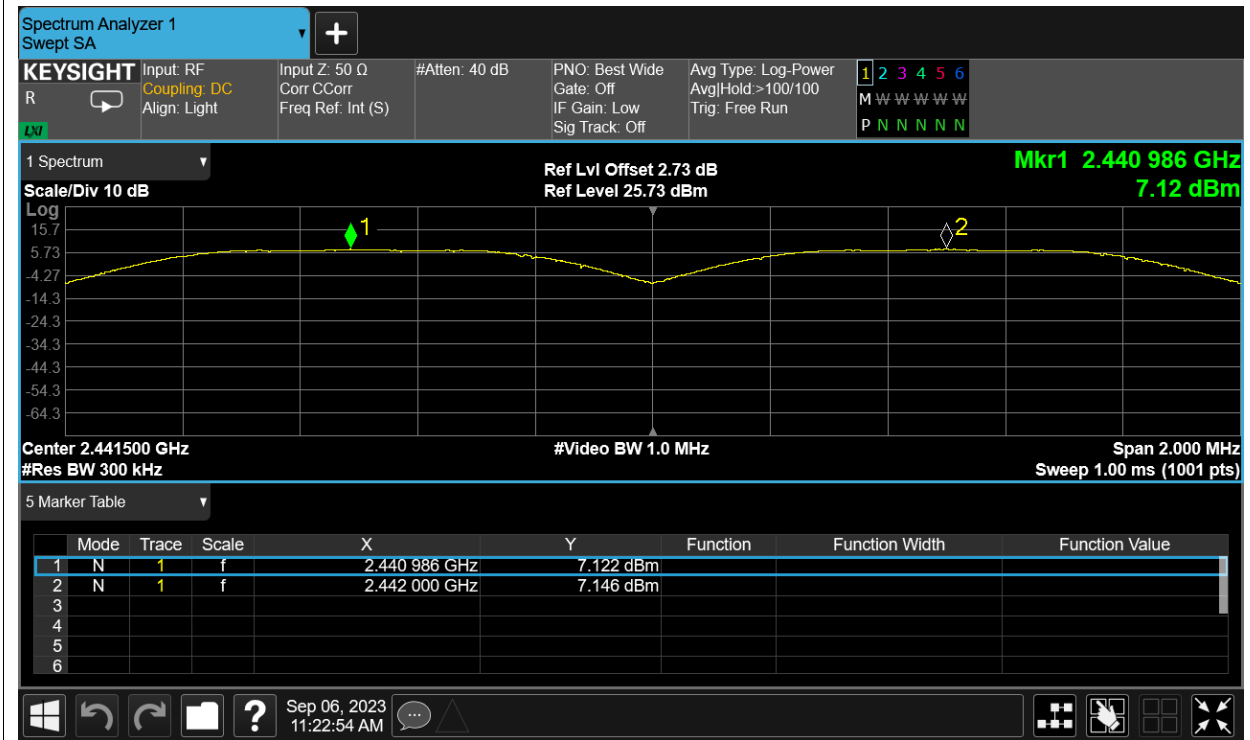 Spectrum Analyzer 1
Swept SA
+
KEYSIGHT Input: RF Input Z: 50 Ω #Atten: 40 dB PNO: Best Wide Avg Type: Log-Power 1 2 3 4 5 6
R Coupling: DC Corr CCorr Gate: Off Avg|Hold:>100/100 M W W W W W
Align: Light Freq Ref: Int (S) IF Gain: Low Trig: Free Run
LXI Sig Track: Off P N N N N N
1 Spectrum Ref Lvl Offset 2.73 dB Mkr1 2.440 986 GHz
Scale/Div 10 dB Ref Level 25.73 dBm 7.12 dBm
Log
15.7 1 2
5.73
-4.27
-14.3
-24.3
-34.3
-44.3
-54.3
-64.3
Center 2.441500 GHz #Video BW 1.0 MHz Span 2.000 MHz
#Res BW 300 kHz Sweep 1.00 ms (1001 pts)
5 Marker Table
Mode Trace Scale X Y Function Function Width Function Value
1 N 1 f 2.440 986 GHz 7.122 dBm
2 N 1 f 2.442 000 GHz 7.146 dBm
3
4
5
6
? Sep 06, 2023
11:22:54 AM